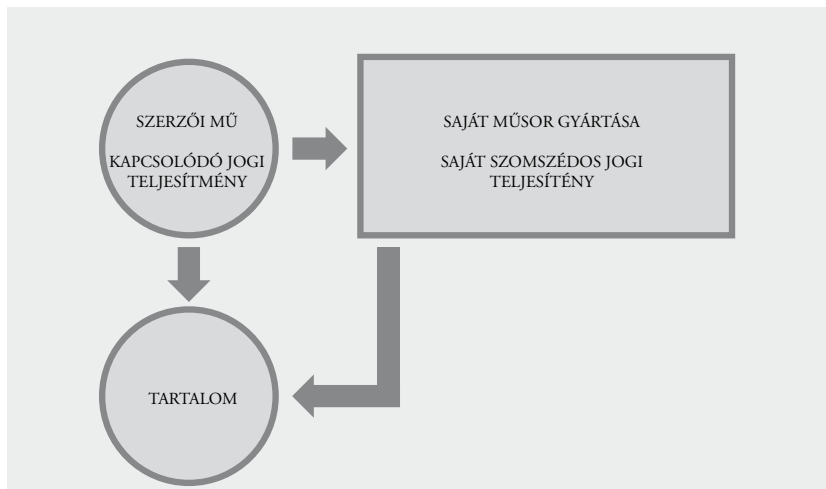 SZERZŐI MŰ
KAPCSOLÓDÓ JOGI
TELJESÍTMÉNY
SAJÁT MŰSOR GYÁRTÁSA
SAJÁT SZOMSZÉDOS JOGI
TELJESÍTÉNY
TARTALOM